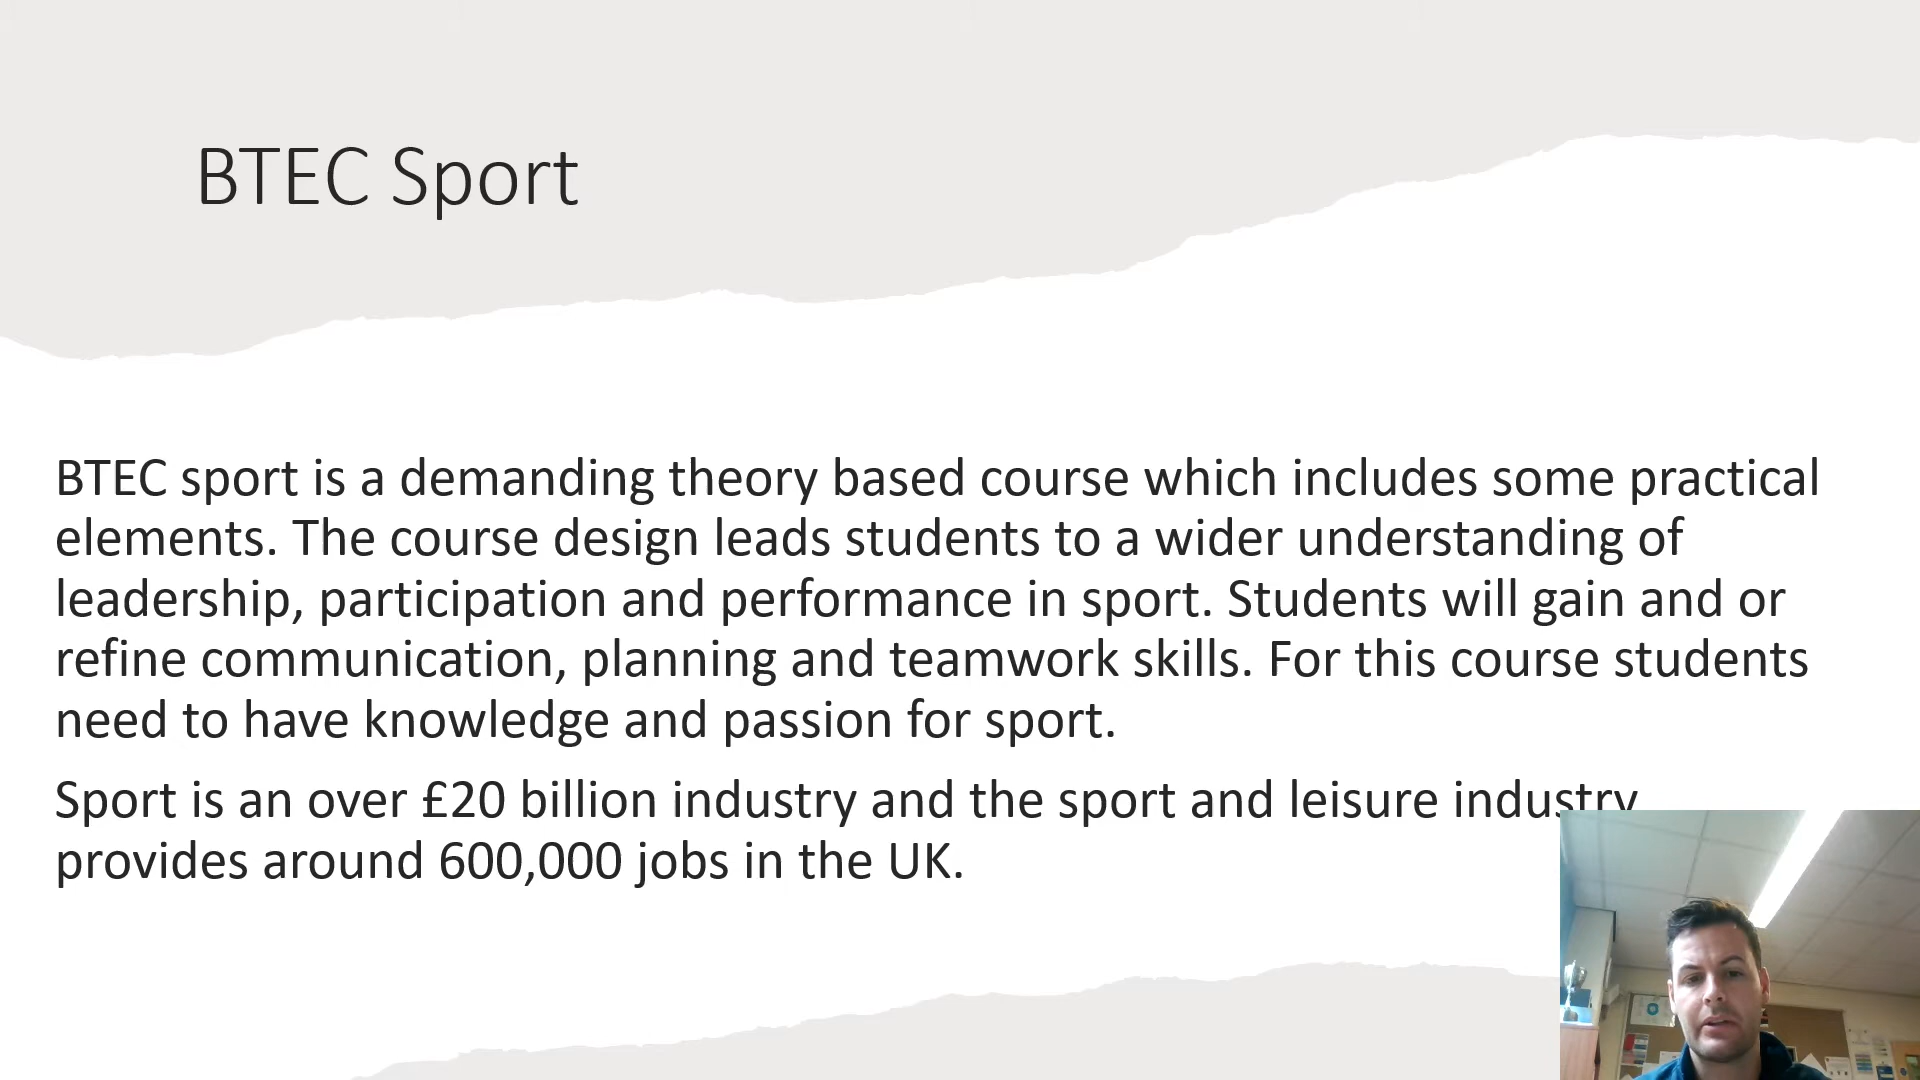 BTEC Sport
BTEC sport is a demanding theory based course which includes some practical
elements. The course design leads students to a wider understanding of
leadership, participation and performance in sport. Students will gain and or
refine communication, planning and teamwork skills. For this course students
need to have knowledge and passion for sport.
Sport is an over £20 billion industry and the sport and leisure industry
provides around 600,000 jobs in the UK.